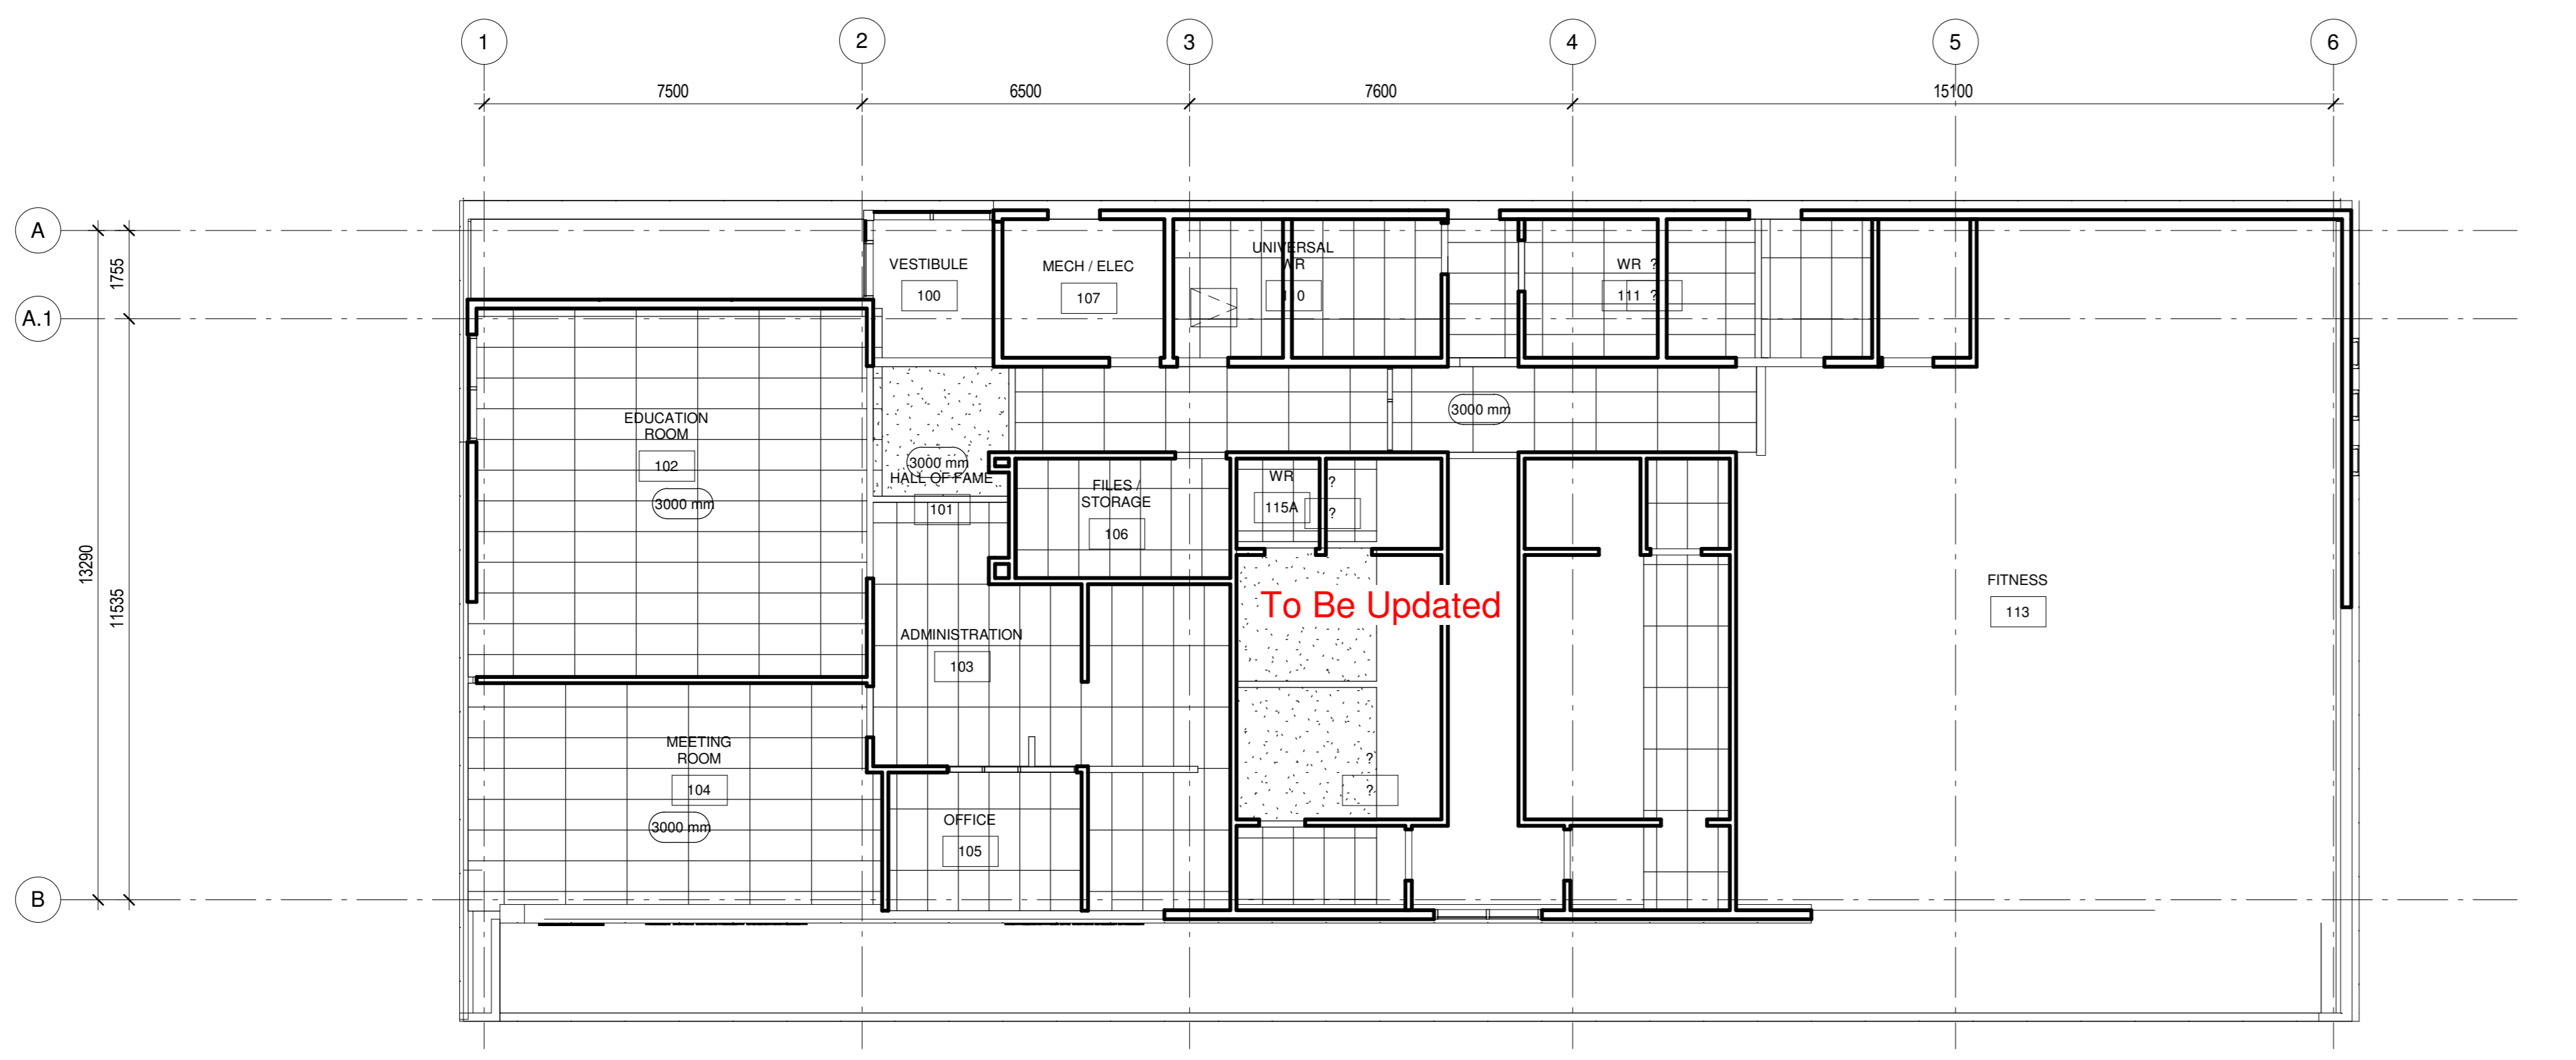 1
2
3
4
5
6
7500
6500
7600
15100
A
A.1
B
1755
11535
13290
VESTIBULE
100
MECH / ELEC
107
UNIVERSAL
WR
110
WR ?
111 ?
EDUCATION
ROOM
102
3000 mm
3000 mm
HALL OF FAME
101
3000 mm
FILES /
STORAGE
106
WR
115A
?
?
To Be Updated
FITNESS
113
ADMINISTRATION
103
MEETING
ROOM
104
3000 mm
OFFICE
105
?
?